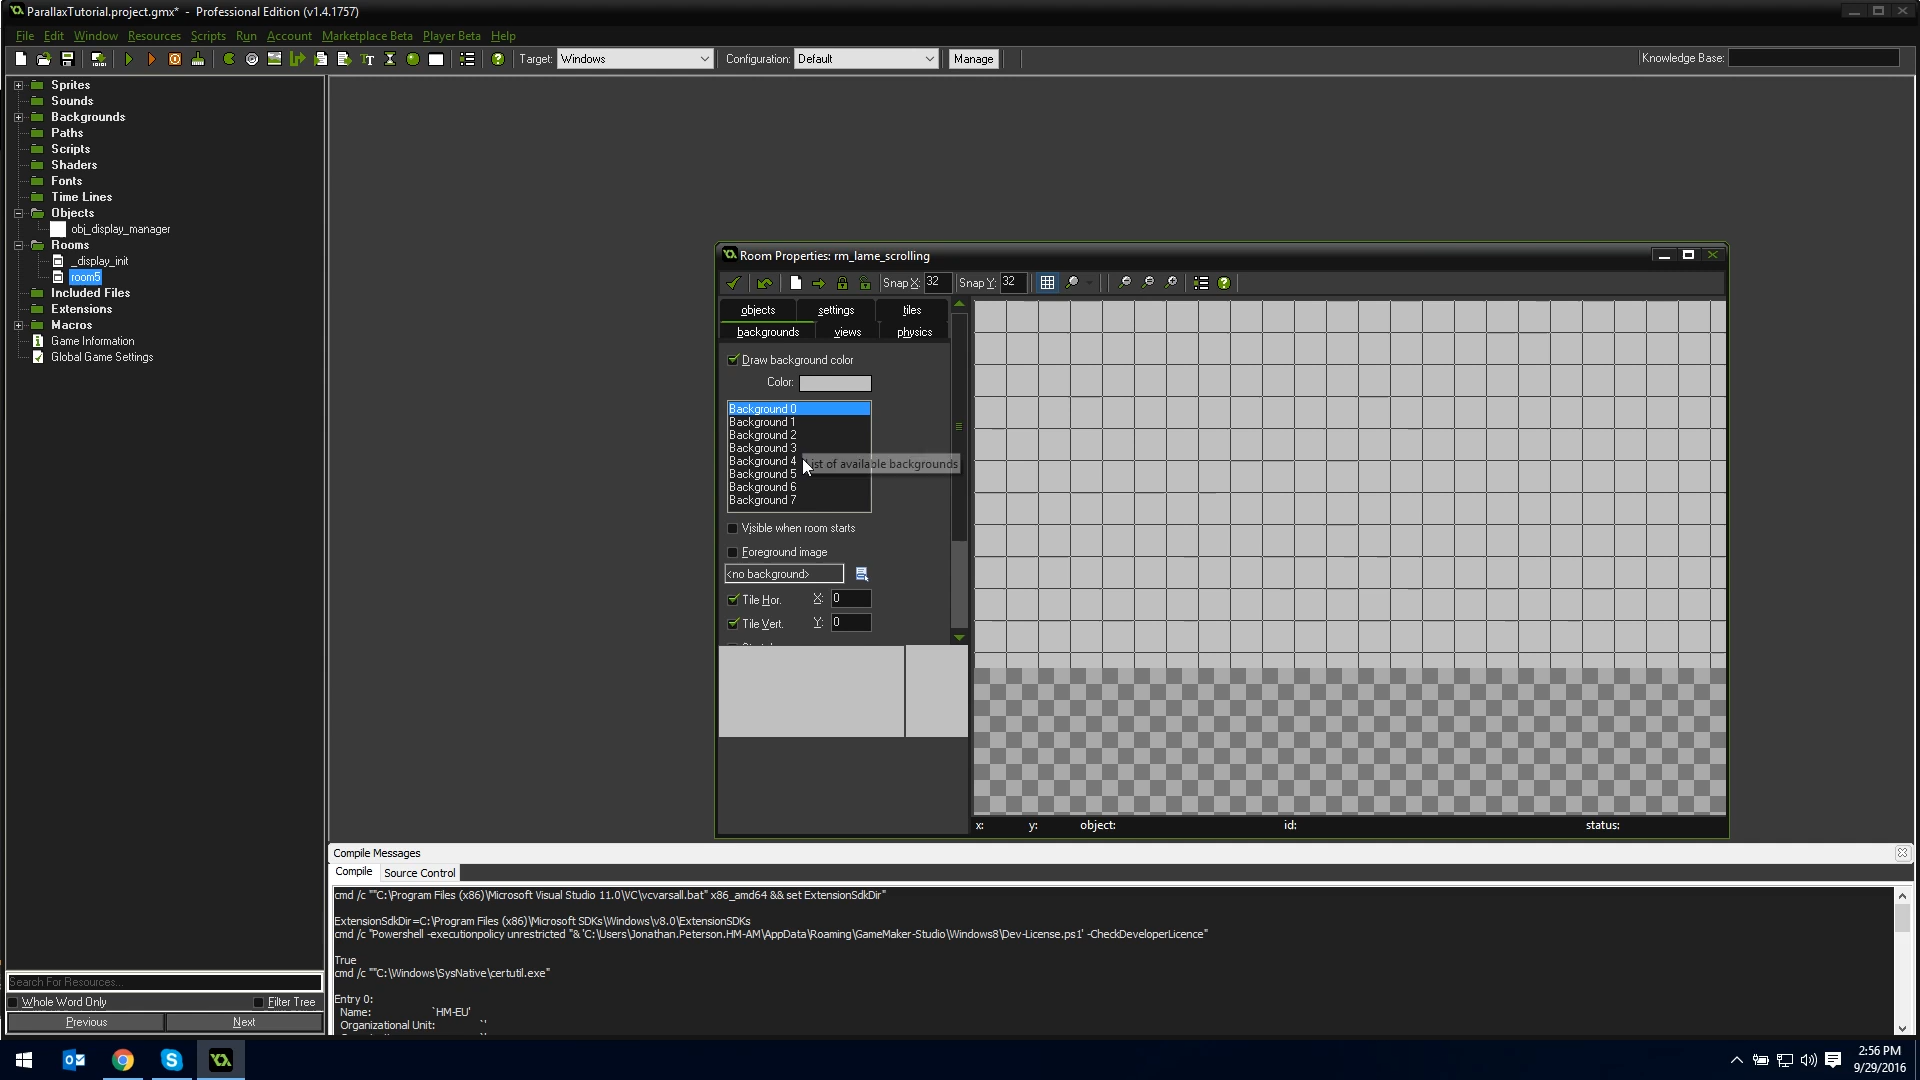 ParallaxTutorial.project.gmx* - Professional Edition (v1.4.1757)
File Edit Window Resources Scripts Run Account Marketplace Beta Player Beta Help
Target: Windows Configuration: Default Manage Knowledge Base:
Sprites
Sounds
Backgrounds
Paths
Scripts
Shaders
Fonts
Time Lines
Objects
obj_display_manager
Rooms
_display_init
room5
Included Files
Extensions
Macros
Game Information
Global Game Settings
Search For Resources...
Whole Word Only Filter Tree
Previous Next
Room Properties: rm_lame_scrolling
Snap X: 32 Snap Y: 32
objects settings tiles
backgrounds views physics
Draw background color
Color:
Background 0
Background 1
Background 2
Background 3
Background 4
Background 5
Background 6
Background 7
List of available backgrounds
Visible when room starts
Foreground image
<no background>
Tile Hor. X: 0
Tile Vert. Y: 0
x: y: object: id: status:
Compile Messages
Compile Source Control
cmd /c ""C:\Program Files (x86)\Microsoft Visual Studio 11.0\VC\vcvarsall.bat" x86_amd64 && set ExtensionSdkDir"
ExtensionSdkDir=C:\Program Files (x86)\Microsoft SDKs\Windows\v8.0\ExtensionSDKs
cmd /c "Powershell -executionpolicy unrestricted "& 'C:\Users\Jonathan.Peterson.HM-AM\AppData\Roaming\GameMaker-Studio\Windows8\Dev-License.ps1' -CheckDeveloperLicence"
True
cmd /c ""C:\Windows\SysNative\certutil.exe"
Entry 0:
Name: `HM-EU'
Organizational Unit: `'
2:56 PM
9/29/2016